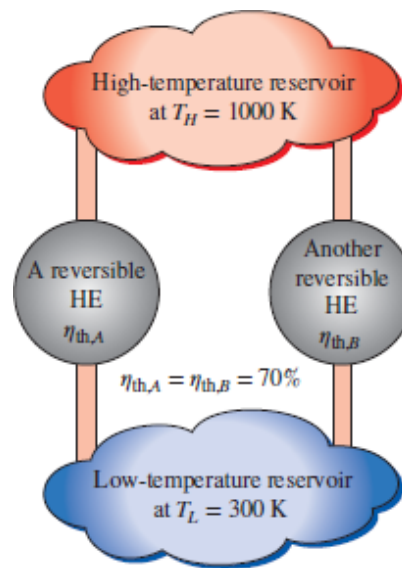 High-temperature reservoir
at T_H = 1000 K
A reversible
HE
η_th,A
Another
reversible
HE
η_th,B
η_th,A = η_th,B = 70%
Low-temperature reservoir
at T_L = 300 K